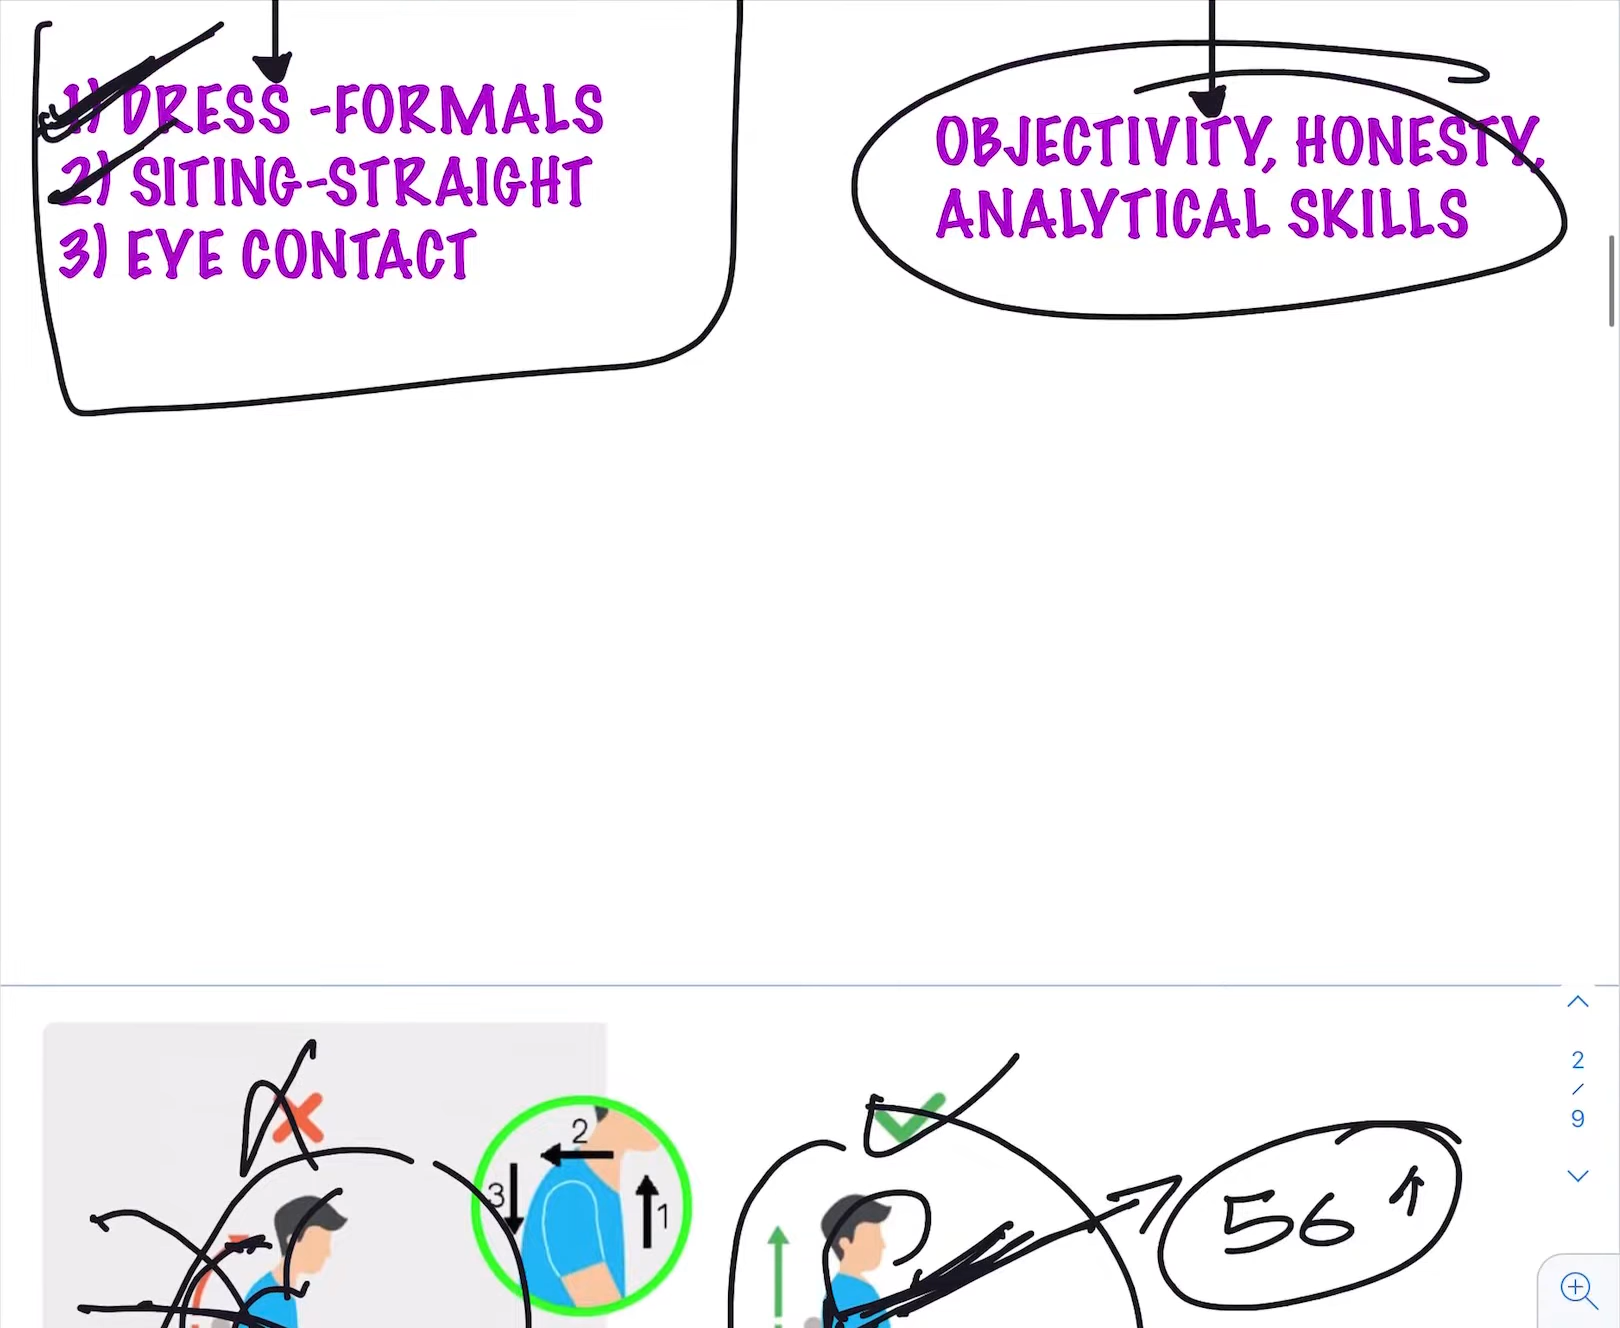 1) DRESS -FORMALS
2) SITING-STRAIGHT
3) EYE CONTACT
OBJECTIVITY, HONESTY,
ANALYTICAL SKILLS
2
3
1
56
2
/
9